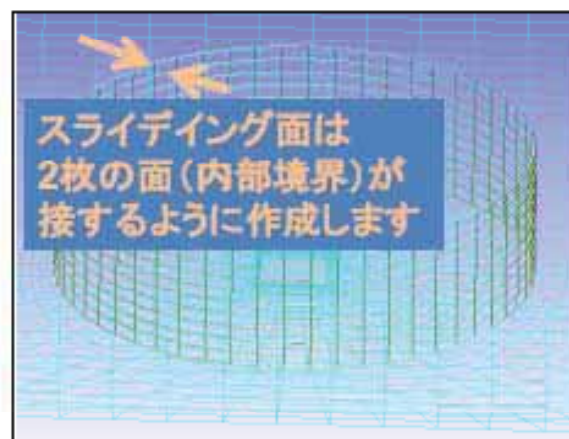 スライデイング面は
2枚の面（内部境界）が
接するように作成します